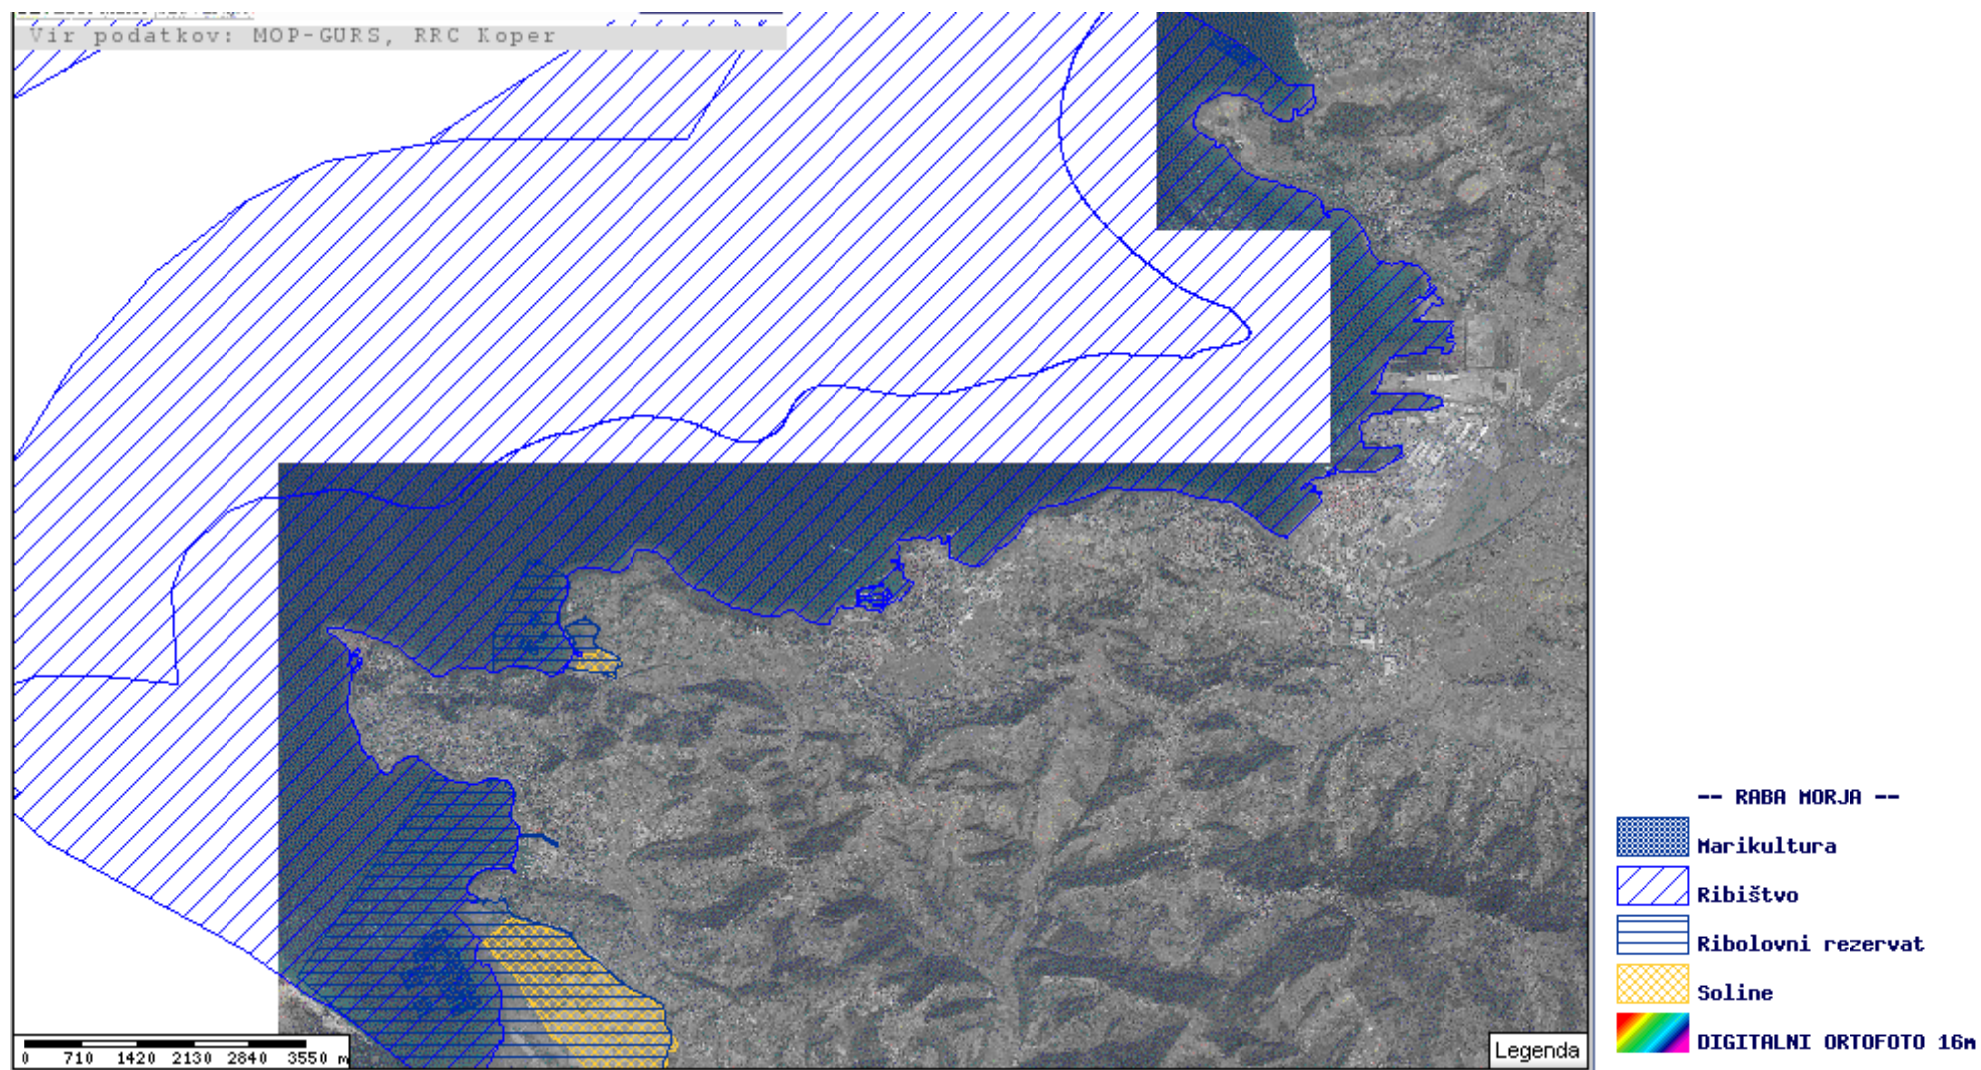 Vir podatkov: MOP-GURS, RRC Koper
-- RABA MORJA --
Marikultura
Ribištvo
Ribolovni rezervat
Soline
DIGITALNI ORTOFOTO 16m
0 710 1420 2130 2840 3550 m
Legenda